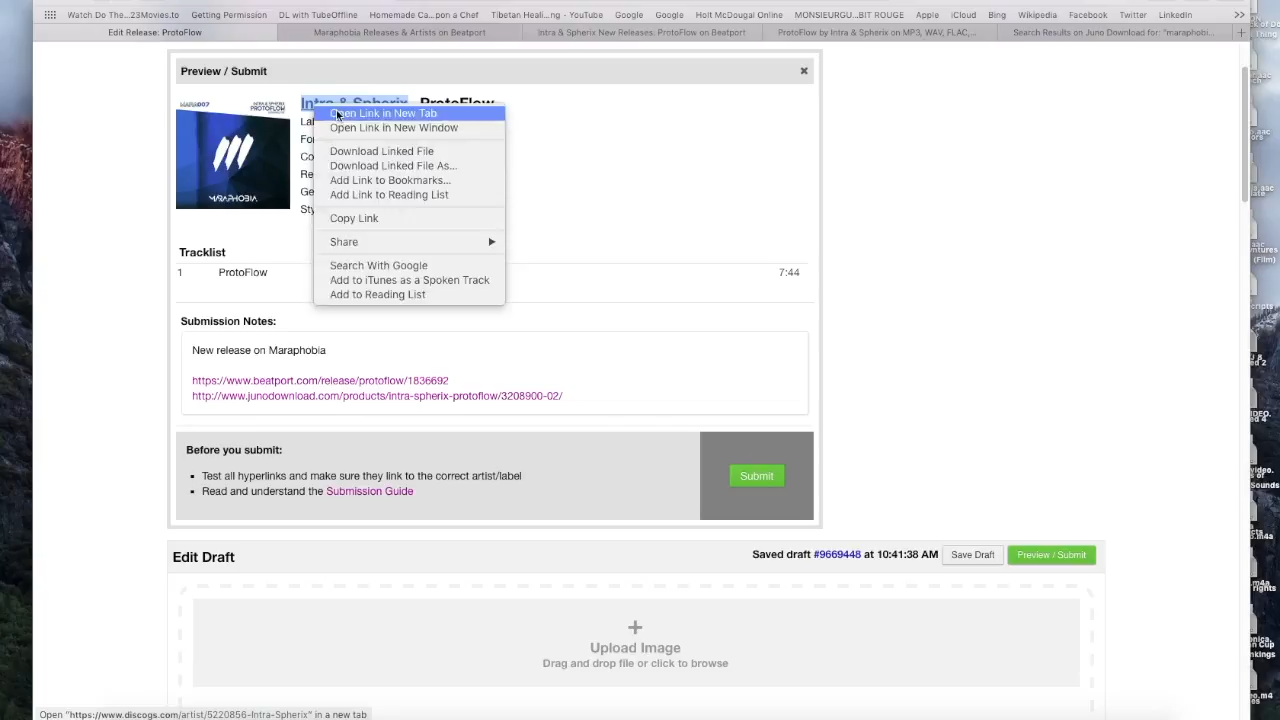 Watch Do The...23Movies.to Getting Permission DL with TubeOffline Homemade Ca...pon a Chef Tibetan Heali...ng - YouTube Google Google Holt McDougal Online MONSIEURGU...BIT ROUGE Apple iCloud Bing Wikipedia Facebook Twitter LinkedIn
Edit Release: ProtoFlow Maraphobia Releases & Artists on Beatport Intra & Spherix New Releases: ProtoFlow on Beatport ProtoFlow by Intra & Spherix on MP3, WAV, FLAC,... Search Results on Juno Download for: "maraphobi...
Preview / Submit
MARA007
INTRA & SPHERIX
PROTOFLOW
MARAPHOBIA
Intra & Spherix ProtoFlow
La
Fo
Co
Re
Ge
Sty
Open Link in New Tab
Open Link in New Window
Download Linked File
Download Linked File As...
Add Link to Bookmarks...
Add Link to Reading List
Copy Link
Share
Search With Google
Add to iTunes as a Spoken Track
Add to Reading List
Tracklist
1 ProtoFlow 7:44
Submission Notes:
New release on Maraphobia
https://www.beatport.com/release/protoflow/1836692
http://www.junodownload.com/products/intra-spherix-protoflow/3208900-02/
Before you submit:
Test all hyperlinks and make sure they link to the correct artist/label
Read and understand the Submission Guide
Submit
Edit Draft
Saved draft #9669448 at 10:41:38 AM Save Draft Preview / Submit
+
Upload Image
Drag and drop file or click to browse
Open "https://www.discogs.com/artist/5220856-Intra-Spherix" in a new tab